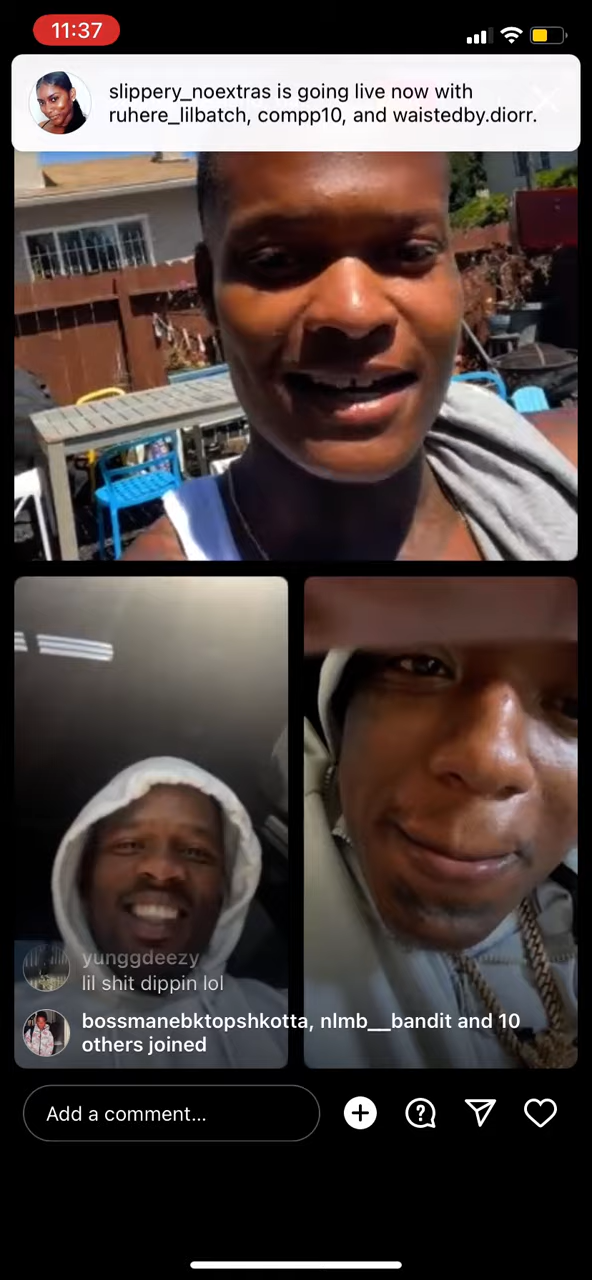 11:37
slippery_noextras is going live now with
ruhere_lilbatch, compp10, and waistedby.diorr.
yunggdeezy
lil shit dippin lol
bossmanebktopshkotta, nlmb__bandit and 10
others joined
Add a comment...